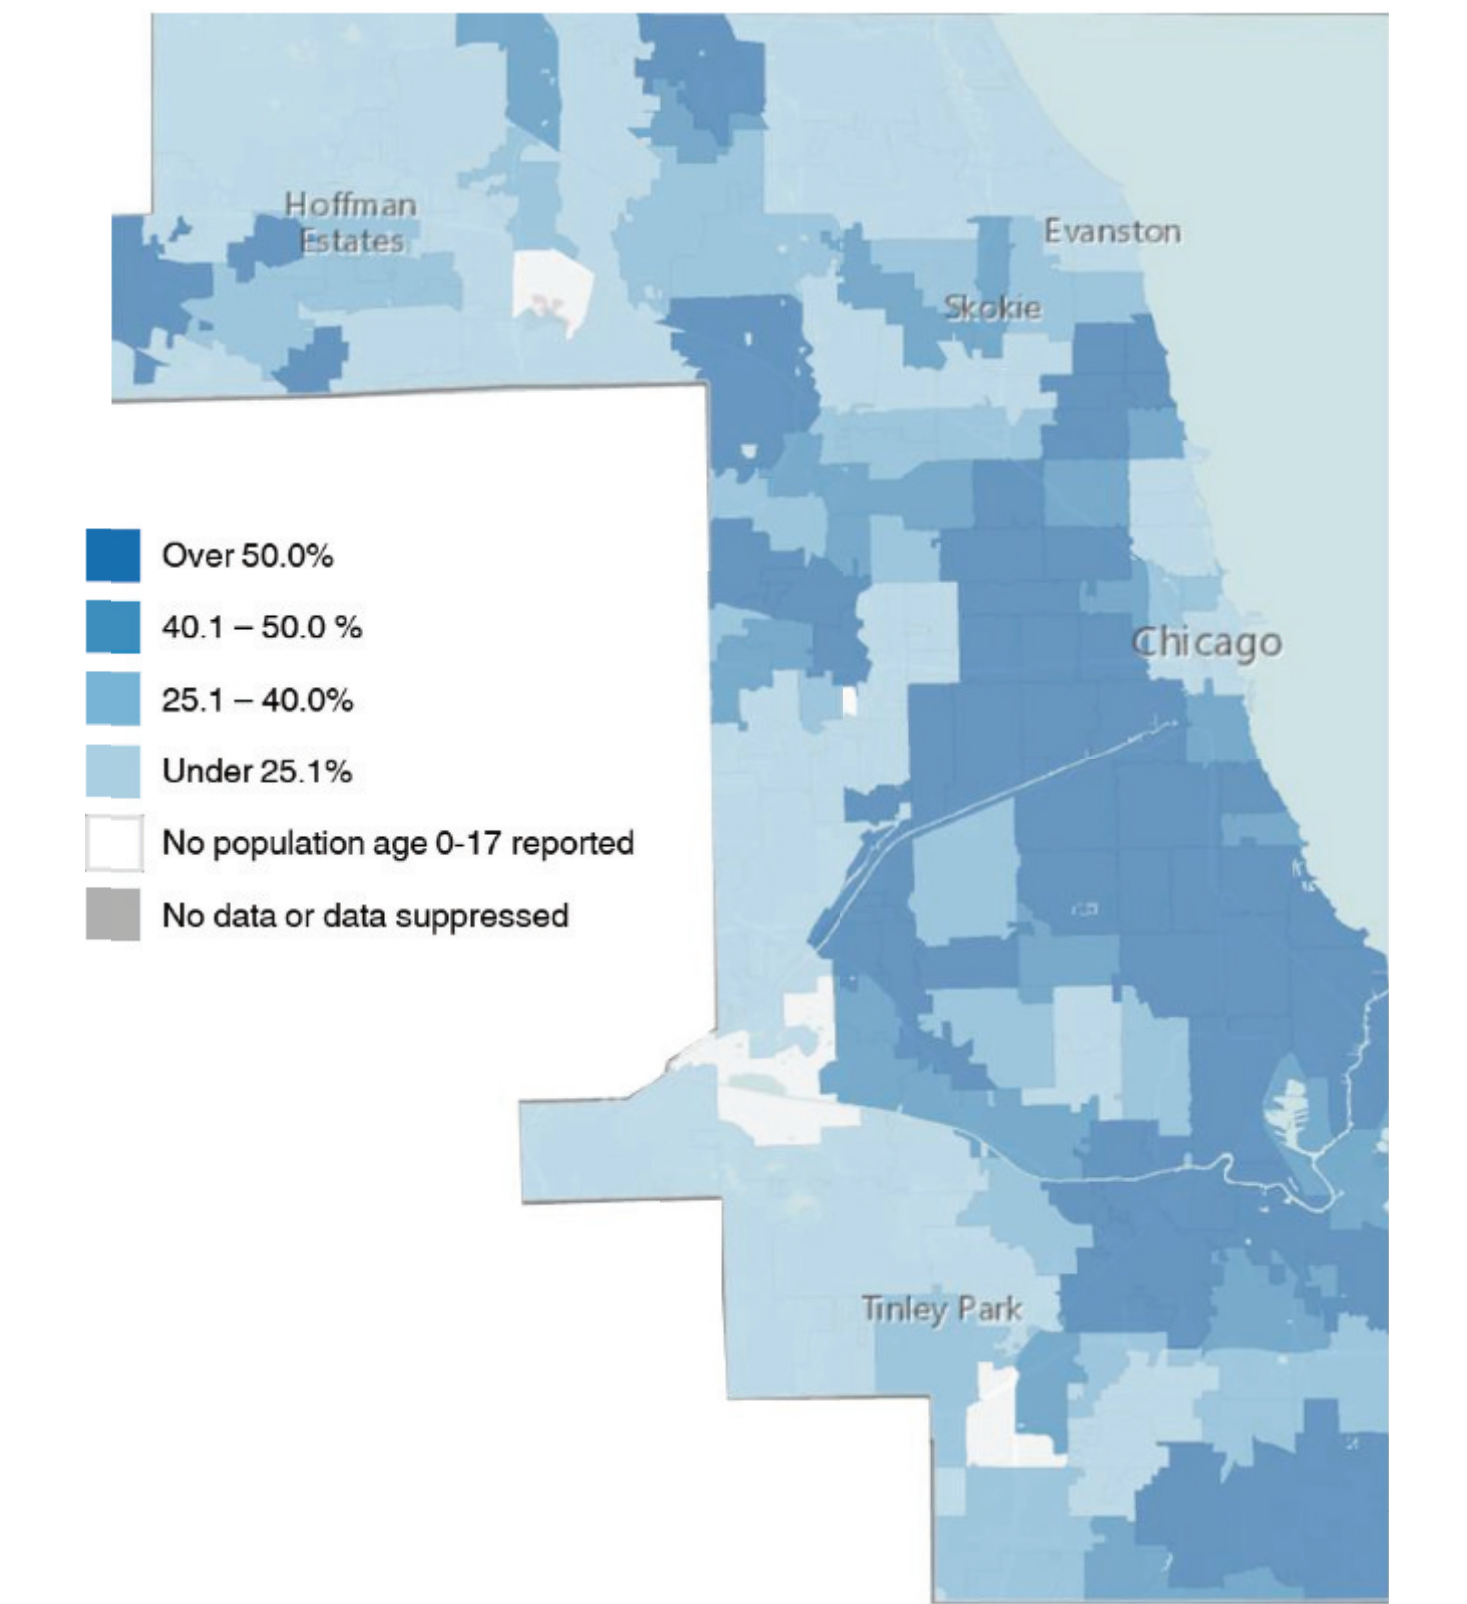 Hoffman
Estates
Evanston
Skokie
Over 50.0%
40.1 – 50.0 %
25.1 – 40.0%
Under 25.1%
No population age 0-17 reported
No data or data suppressed
Chicago
Tinley Park